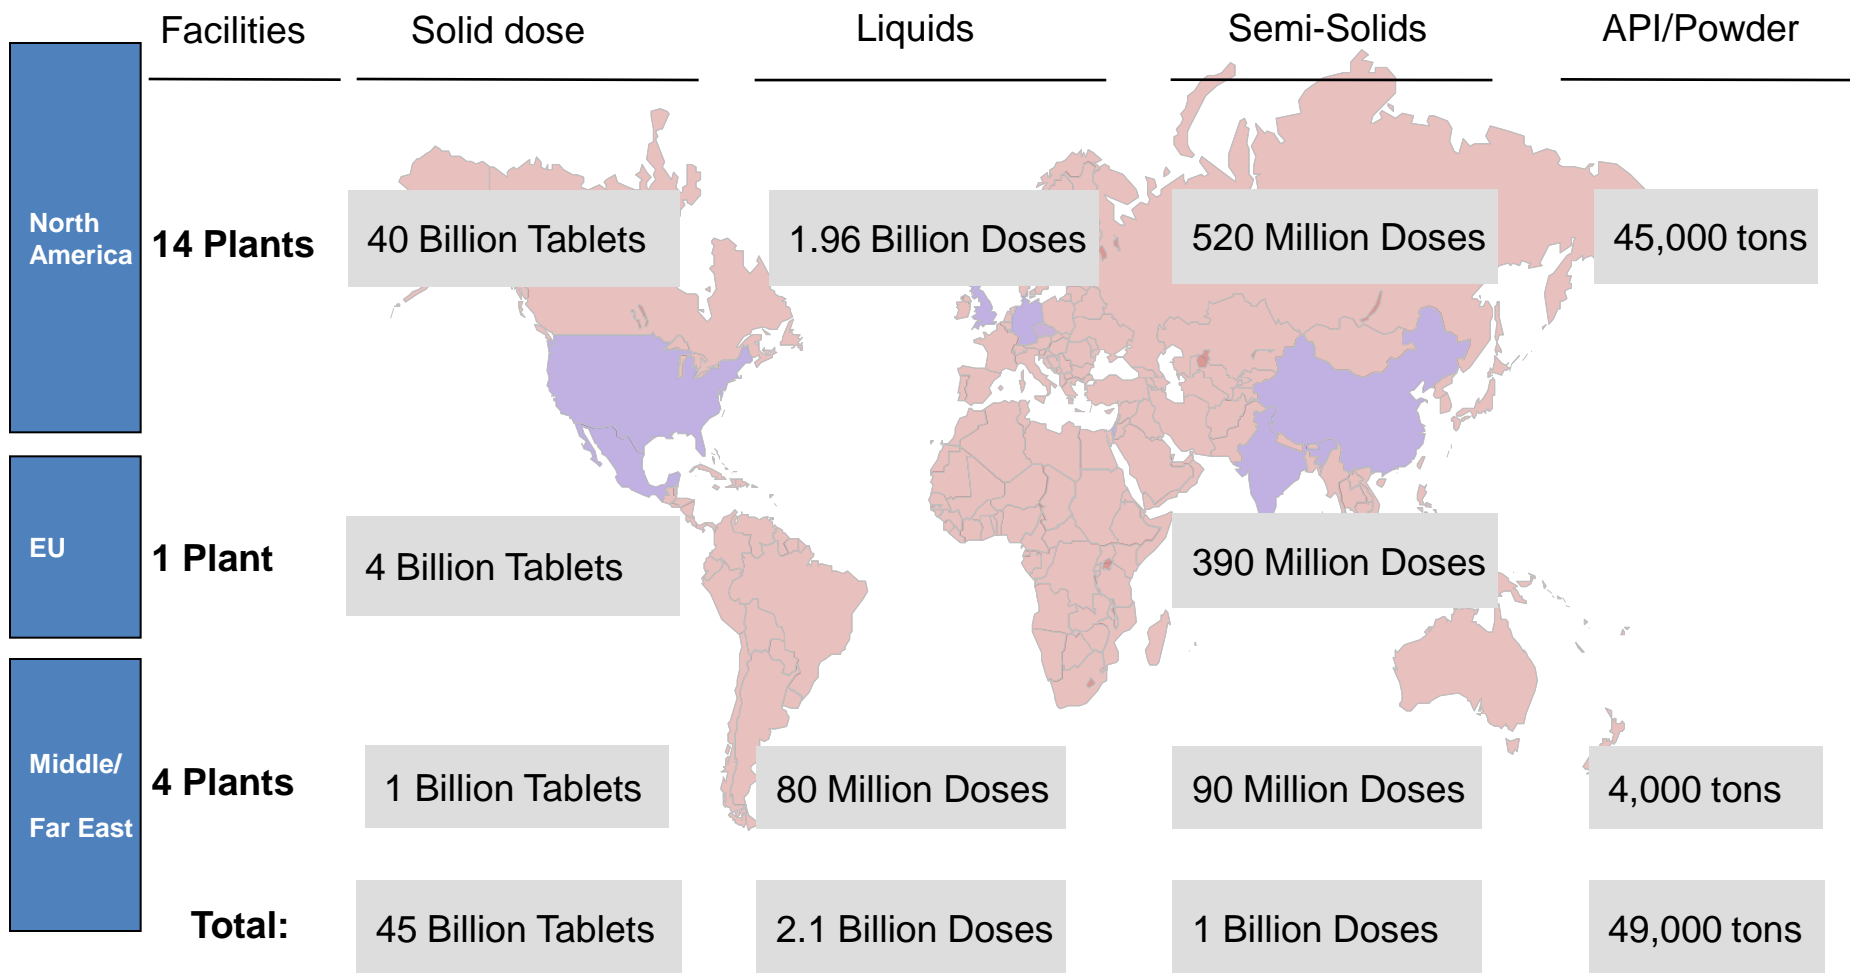 Facilities
Solid dose
Liquids
Semi-Solids
API/Powder
North
America
14 Plants
40 Billion Tablets
1.96 Billion Doses
520 Million Doses
45,000 tons
EU
1 Plant
4 Billion Tablets
390 Million Doses
Middle/
Far East
4 Plants
1 Billion Tablets
80 Million Doses
90 Million Doses
4,000 tons
Total:
45 Billion Tablets
2.1 Billion Doses
1 Billion Doses
49,000 tons